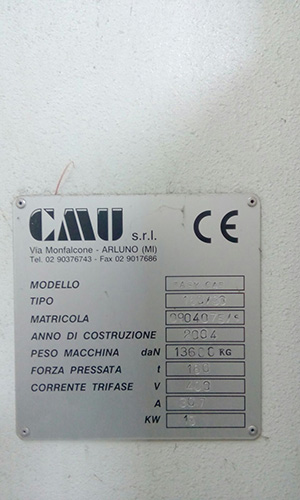 CMU s.r.l. CE
Via Monfalcone - ARLUNO (MI)
Tel. 02 90376743 - Fax 02 9017686
MODELLO
TIPO
MATRICOLA
ANNO DI COSTRUZIONE 2004
PESO MACCHINA daN 13600 KG
FORZA PRESSATA t
CORRENTE TRIFASE V
A
KW